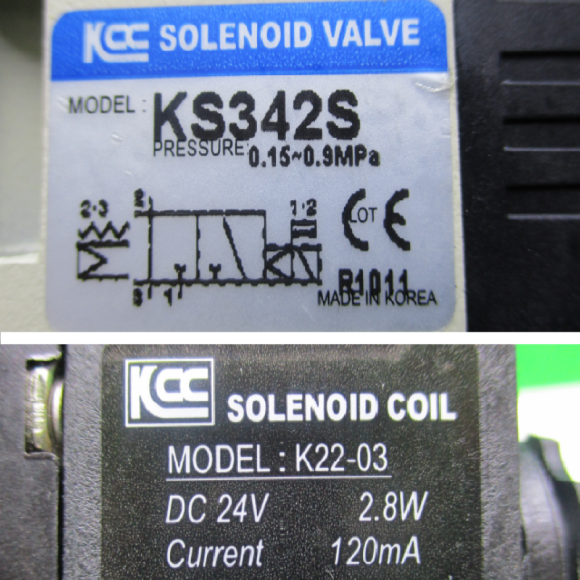 KCC SOLENOID VALVE
MODEL : KS342S
PRESSURE: 0.15~0.9MPa
2·3 2 1·2
LOT CE
3 1 B1011
MADE IN KOREA
KCC SOLENOID COIL
MODEL : K22-03
DC 24V 2.8W
Current 120mA